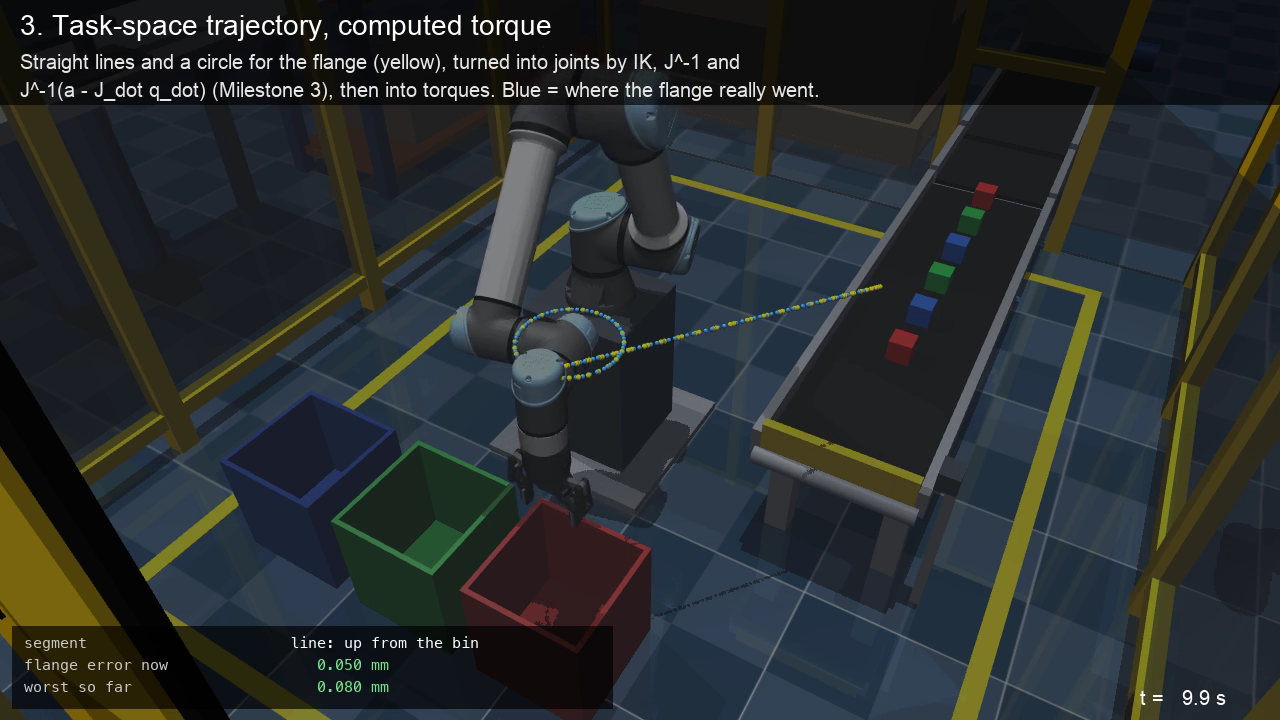 3. Task-space trajectory, computed torque
Straight lines and a circle for the flange (yellow), turned into joints by IK, J^-1 and
J^-1(a - J_dot q_dot) (Milestone 3), then into torques. Blue = where the flange really went.
segment line: up from the bin
flange error now 0.050 mm
worst so far 0.080 mm
t = 9.9 s